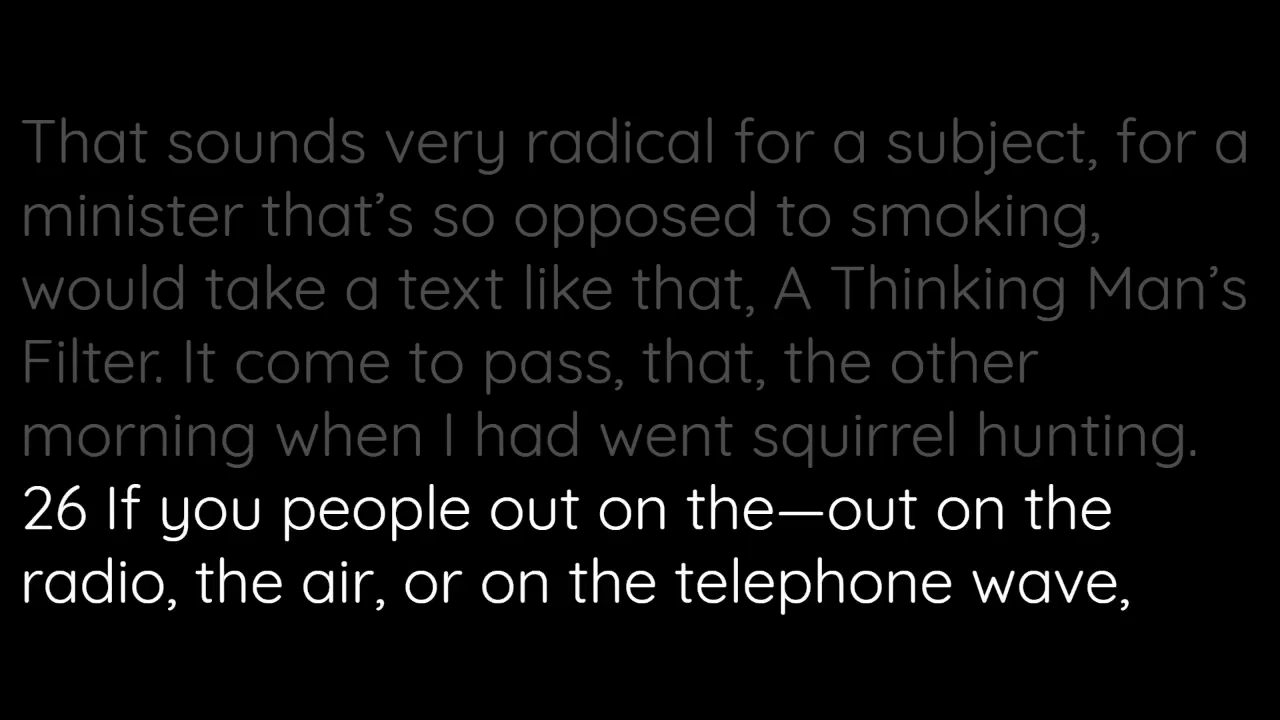 That sounds very radical for a subject, for a
minister that’s so opposed to smoking,
would take a text like that, A Thinking Man’s
Filter. It come to pass, that, the other
morning when I had went squirrel hunting.
26 If you people out on the—out on the
radio, the air, or on the telephone wave,